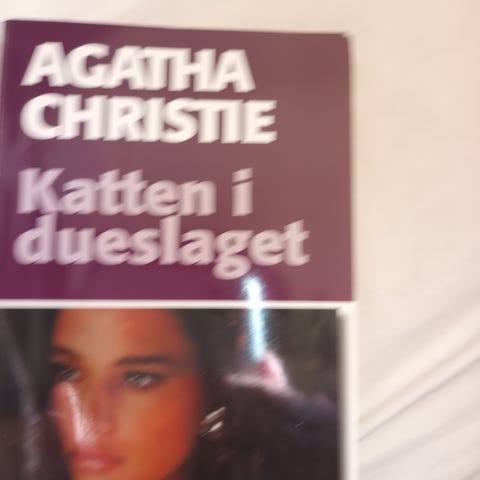 AGATHA
CHRISTIE
Katten i
dueslaget